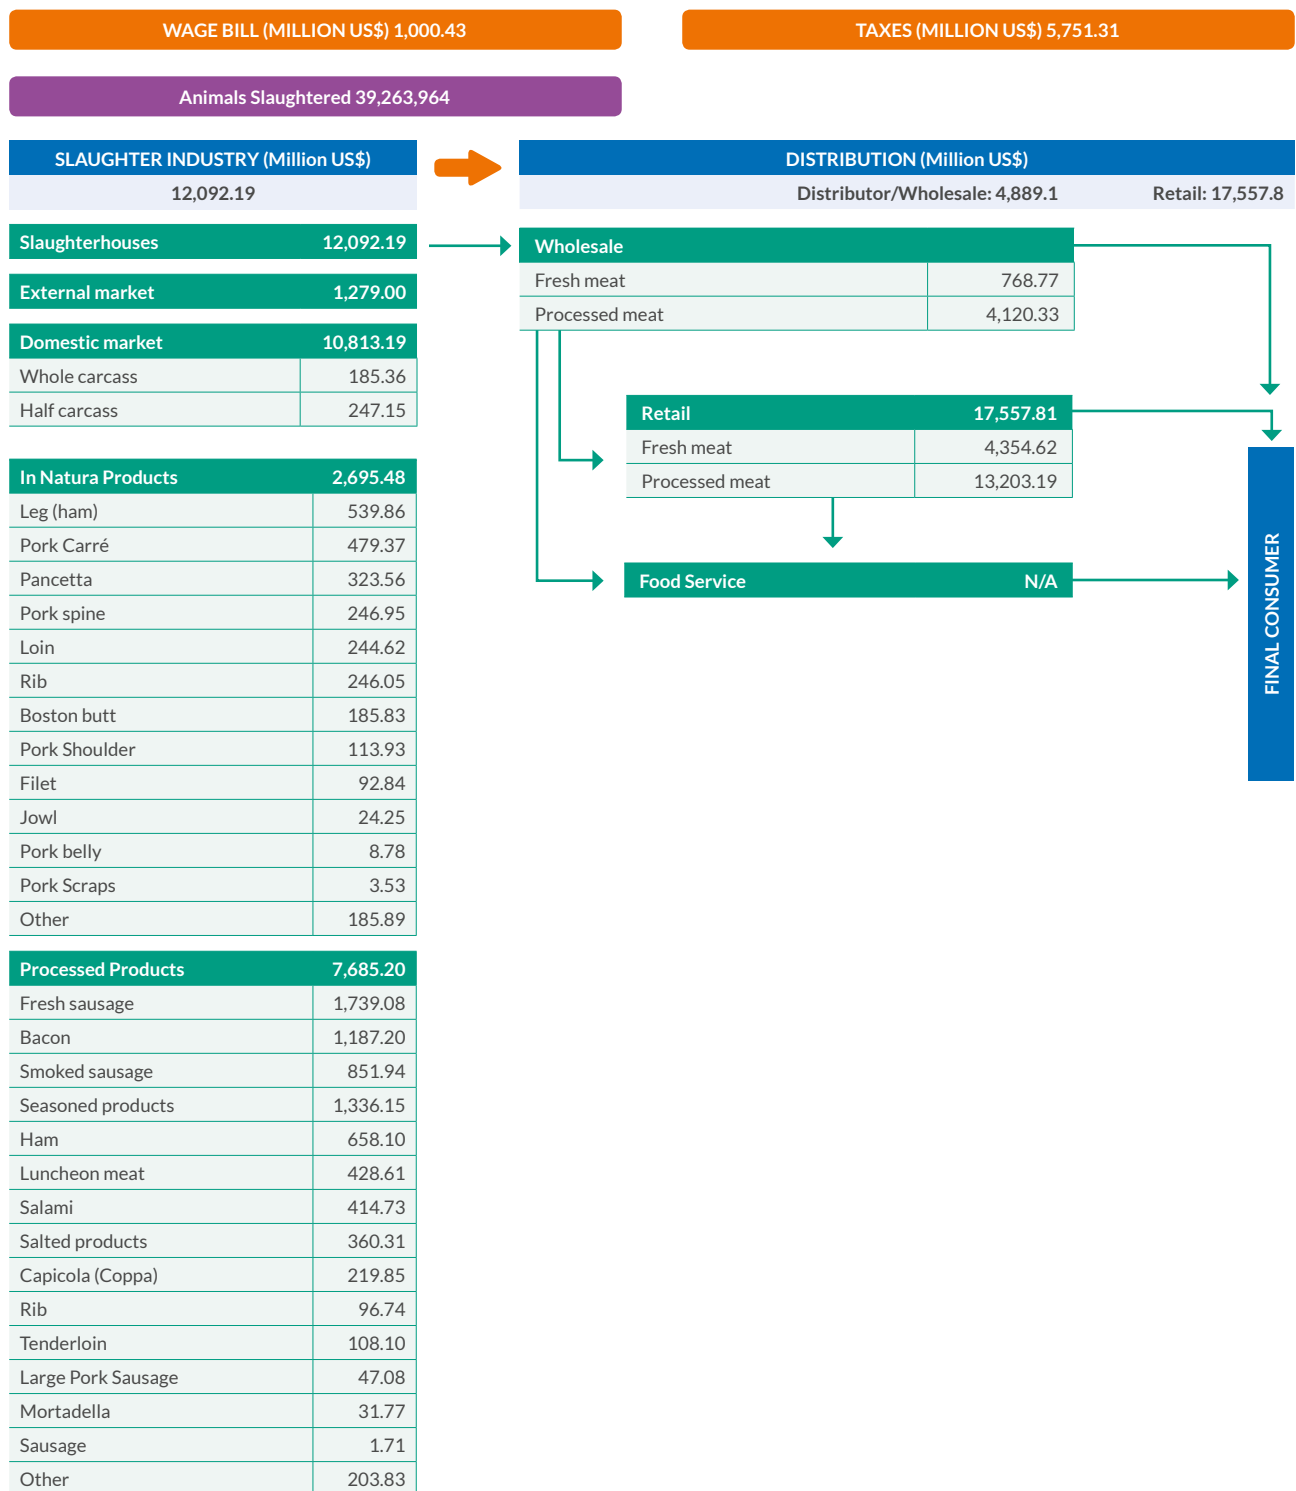 WAGE BILL (MILLION US$) 1,000.43
TAXES (MILLION US$) 5,751.31
Animals Slaughtered 39,263,964
SLAUGHTER INDUSTRY (Million US$)
12,092.19
DISTRIBUTION (Million US$)
Distributor/Wholesale: 4,889.1 Retail: 17,557.8
Slaughterhouses 12,092.19
External market 1,279.00
Domestic market 10,813.19
Whole carcass 185.36
Half carcass 247.15
In Natura Products 2,695.48
Leg (ham) 539.86
Pork Carré 479.37
Pancetta 323.56
Pork spine 246.95
Loin 244.62
Rib 246.05
Boston butt 185.83
Pork Shoulder 113.93
Filet 92.84
Jowl 24.25
Pork belly 8.78
Pork Scraps 3.53
Other 185.89
Processed Products 7,685.20
Fresh sausage 1,739.08
Bacon 1,187.20
Smoked sausage 851.94
Seasoned products 1,336.15
Ham 658.10
Luncheon meat 428.61
Salami 414.73
Salted products 360.31
Capicola (Coppa) 219.85
Rib 96.74
Tenderloin 108.10
Large Pork Sausage 47.08
Mortadella 31.77
Sausage 1.71
Other 203.83
Wholesale
Fresh meat 768.77
Processed meat 4,120.33
Retail 17,557.81
Fresh meat 4,354.62
Processed meat 13,203.19
Food Service N/A
FINAL CONSUMER